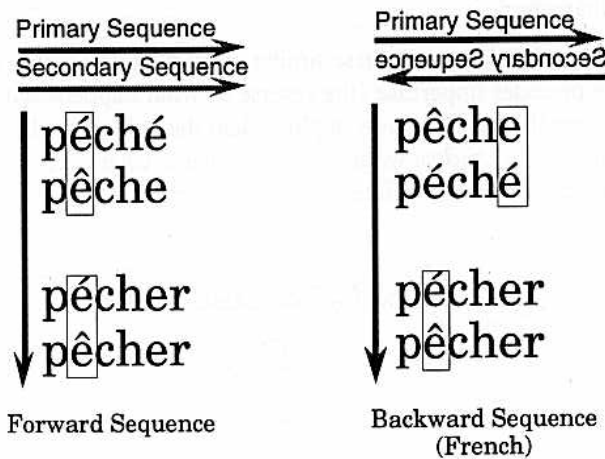 Primary Sequence
Secondary Sequence
péché
pêche
pécher
pêcher
Forward Sequence
Primary Sequence
Secondary Sequence
pêche
péché
pécher
pêcher
Backward Sequence
(French)